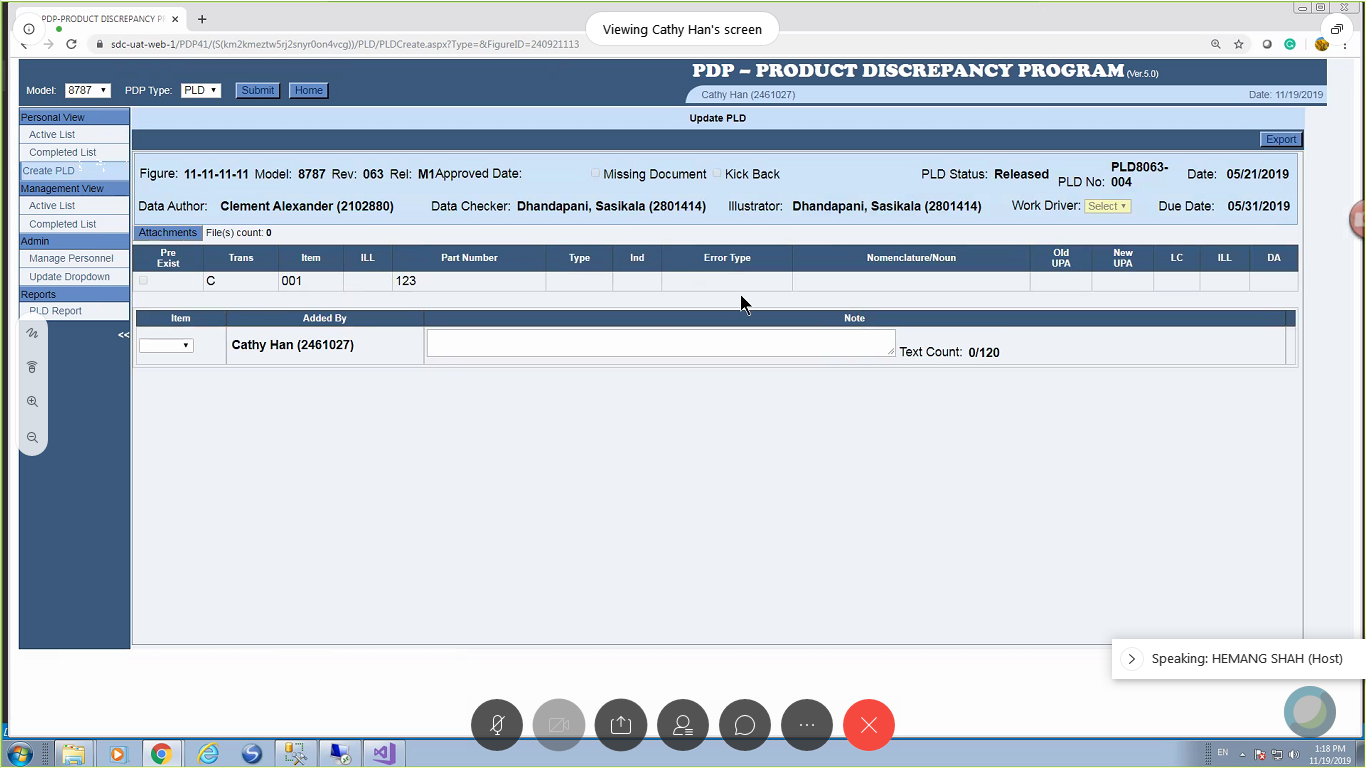 PDP-PRODUCT DISCREPANCY P
Viewing Cathy Han's screen
sdc-uat-web-1/PDP41/(S(km2kmeztw5rj2snyr0on4vcg))/PLD/PLDCreate.aspx?Type=&FigureID=240921113
PDP – PRODUCT DISCREPANCY PROGRAM (Ver.5.0)
Model: 8787 PDP Type: PLD Submit Home
Cathy Han (2461027) Date: 11/19/2019
Personal View
Active List
Completed List
Create PLD
Management View
Active List
Completed List
Admin
Manage Personnel
Update Dropdown
Reports
PLD Report
<<
Update PLD
Export
Figure: 11-11-11-11 Model: 8787 Rev: 063 Rel: M1Approved Date: Missing Document Kick Back PLD Status: Released PLD No: PLD8063-004 Date: 05/21/2019
Data Author: Clement Alexander (2102880) Data Checker: Dhandapani, Sasikala (2801414) Illustrator: Dhandapani, Sasikala (2801414) Work Driver: Select Due Date: 05/31/2019
Attachments File(s) count: 0
Pre Exist Trans Item ILL Part Number Type Ind Error Type Nomenclature/Noun Old UPA New UPA LC ILL DA
C 001 123
Item Added By Note
Cathy Han (2461027) Text Count: 0/120
Speaking: HEMANG SHAH (Host)
EN 1:18 PM
11/19/2019